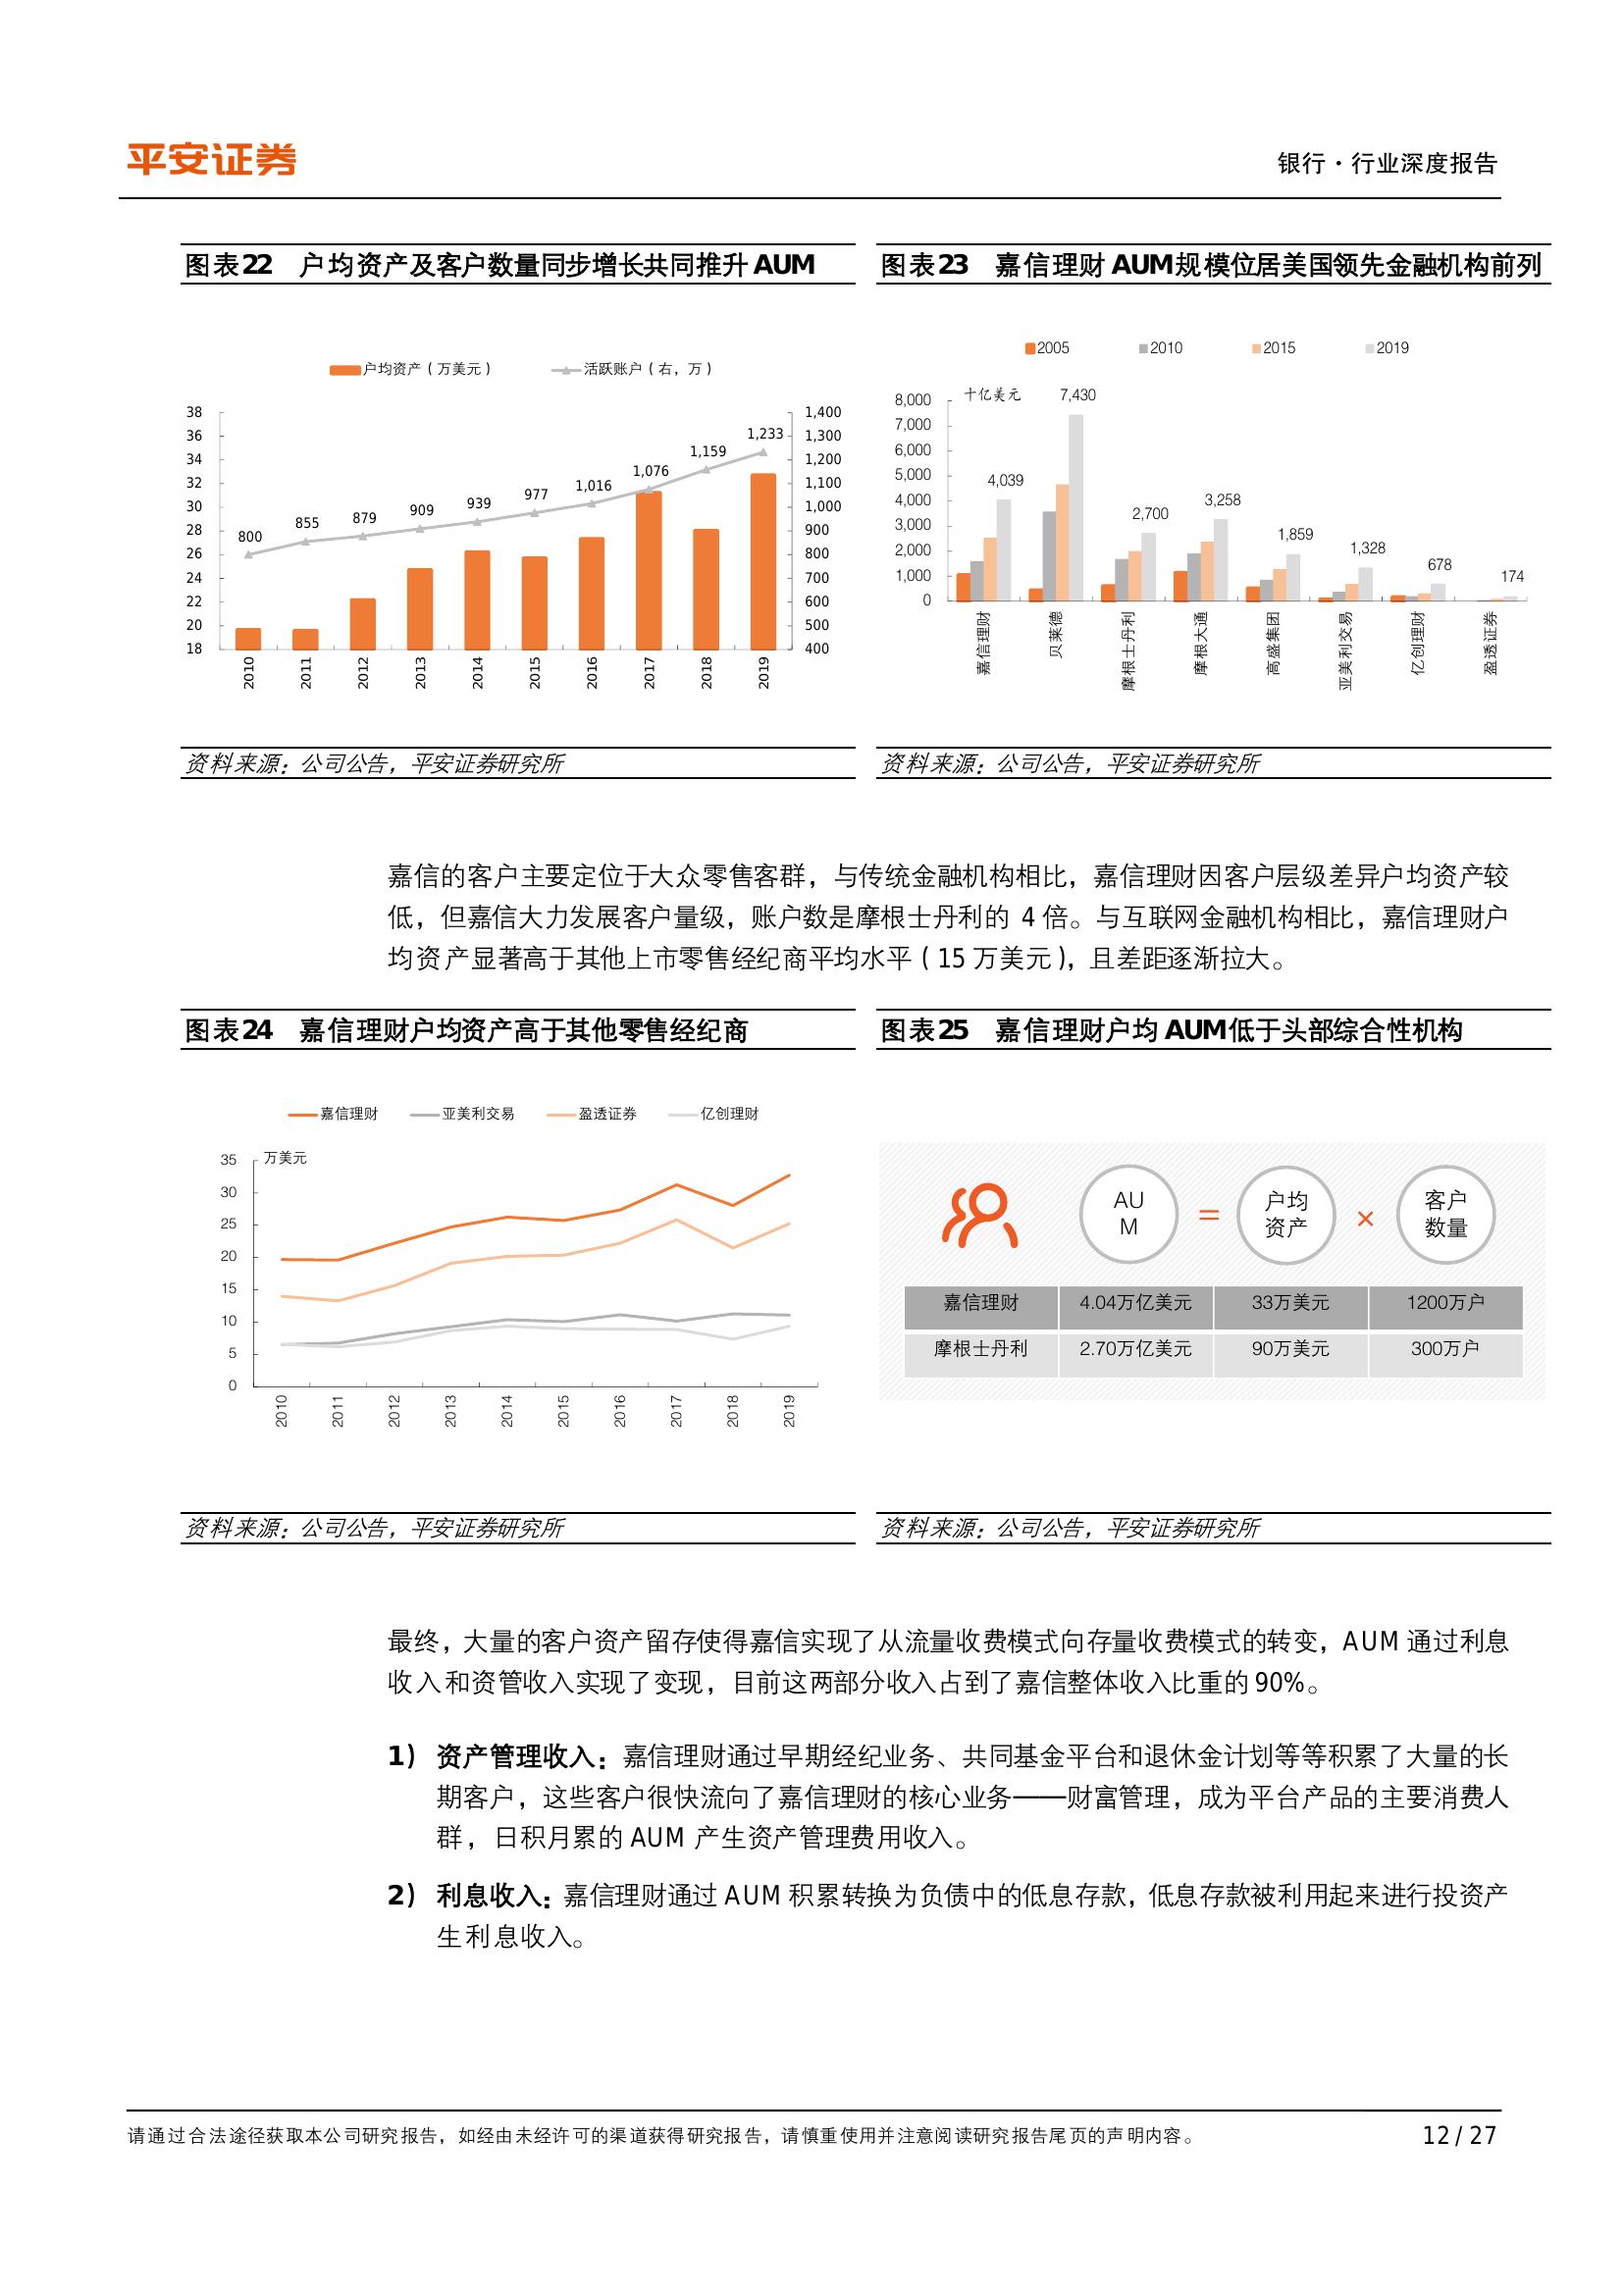 平安证券
银行·行业深度报告
图表22 户均资产及客户数量同步增长共同推升 AUM
户均资产（万美元） 活跃账户（右，万）
38
36
34
32
30
28
26
24
22
20
18
1,400
1,300
1,200
1,100
1,000
900
800
700
600
500
400
800 855 879 909 939 977 1,016 1,076 1,159 1,233
2010 2011 2012 2013 2014 2015 2016 2017 2018 2019
资料来源：公司公告，平安证券研究所
图表23 嘉信理财 AUM规模位居美国领先金融机构前列
2005 2010 2015 2019
十亿美元
8,000
7,000
6,000
5,000
4,000
3,000
2,000
1,000
0
4,039 7,430 2,700 3,258 1,859 1,328 678 174
嘉信理财 贝莱德 摩根士丹利 摩根大通 高盛集团 亚美利交易 亿创理财 盈透证券
资料来源：公司公告，平安证券研究所
嘉信的客户主要定位于大众零售客群，与传统金融机构相比，嘉信理财因客户层级差异户均资产较
低，但嘉信大力发展客户量级，账户数是摩根士丹利的 4 倍。与互联网金融机构相比，嘉信理财户
均资产显著高于其他上市零售经纪商平均水平（15 万美元），且差距逐渐拉大。
图表24 嘉信理财户均资产高于其他零售经纪商
嘉信理财 亚美利交易 盈透证券 亿创理财
万美元
35
30
25
20
15
10
5
0
2010 2011 2012 2013 2014 2015 2016 2017 2018 2019
资料来源：公司公告，平安证券研究所
图表25 嘉信理财户均 AUM低于头部综合性机构
AU
M
=
户均
资产
×
客户
数量
嘉信理财 4.04万亿美元 33万美元 1200万户
摩根士丹利 2.70万亿美元 90万美元 300万户
资料来源：公司公告，平安证券研究所
最终，大量的客户资产留存使得嘉信实现了从流量收费模式向存量收费模式的转变，AUM 通过利息
收入和资管收入实现了变现，目前这两部分收入占到了嘉信整体收入比重的 90%。
1） 资产管理收入：嘉信理财通过早期经纪业务、共同基金平台和退休金计划等等积累了大量的长
期客户，这些客户很快流向了嘉信理财的核心业务——财富管理，成为平台产品的主要消费人
群，日积月累的 AUM 产生资产管理费用收入。
2） 利息收入：嘉信理财通过 AUM 积累转换为负债中的低息存款，低息存款被利用起来进行投资产
生利息收入。
请通过合法途径获取本公司研究报告，如经由未经许可的渠道获得研究报告，请慎重使用并注意阅读研究报告尾页的声明内容。
12 / 27